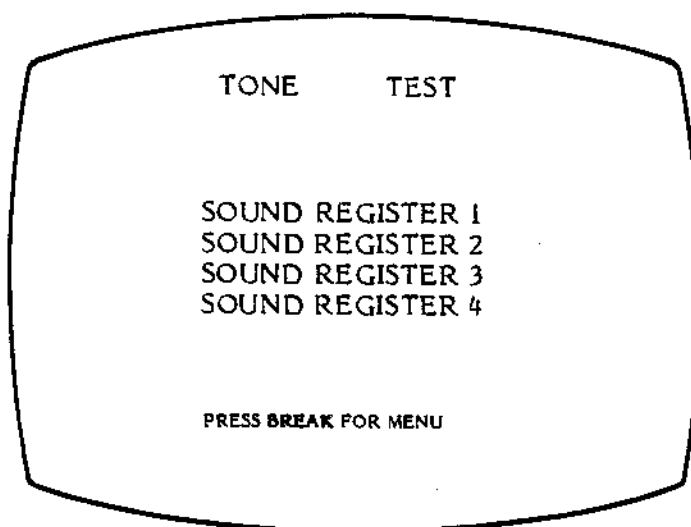 TONE TEST
SOUND REGISTER 1
SOUND REGISTER 2
SOUND REGISTER 3
SOUND REGISTER 4
PRESS BREAK FOR MENU